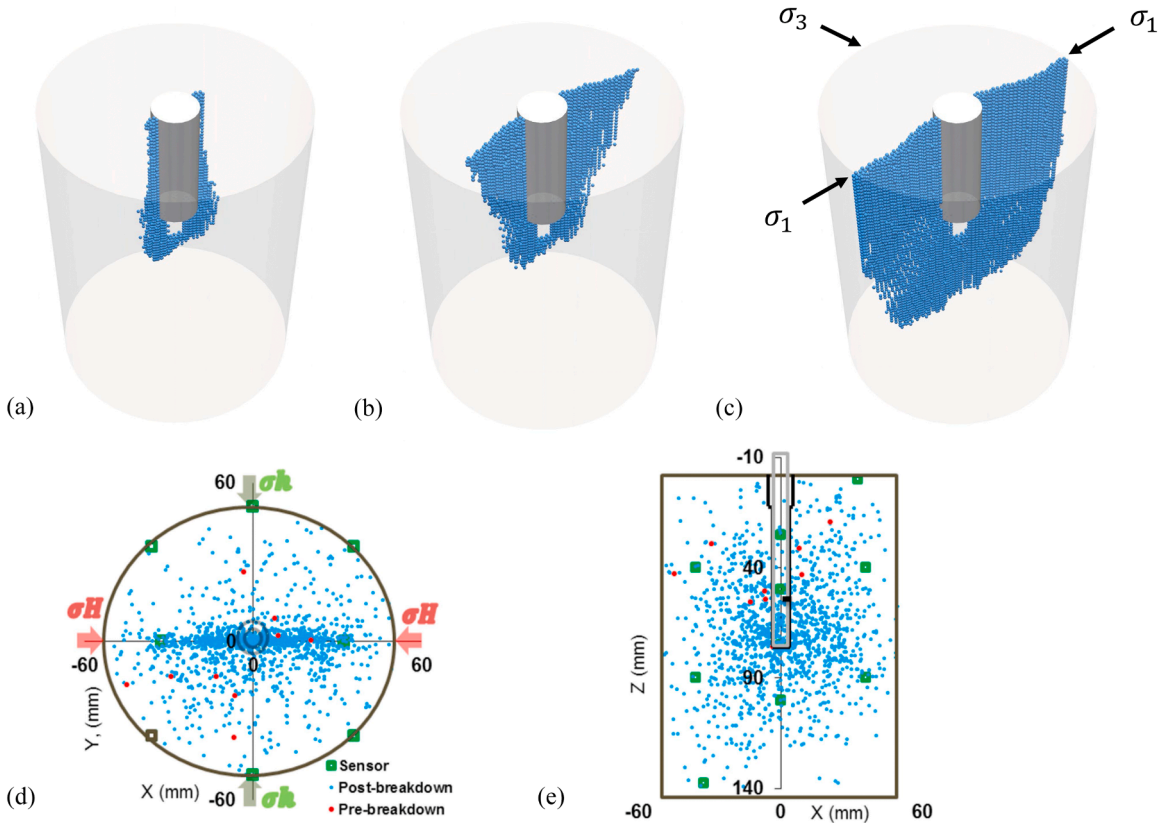 σ₃
σ₁
σ₁
(a)
(b)
(c)
60
σh
σH
σH
-60
0
0
60
Y, (mm)
X (mm)
-60
σh
Sensor
Post-breakdown
Pre-breakdown
(d)
-10
40
Z (mm)
90
140
-60
0
X (mm)
60
(e)